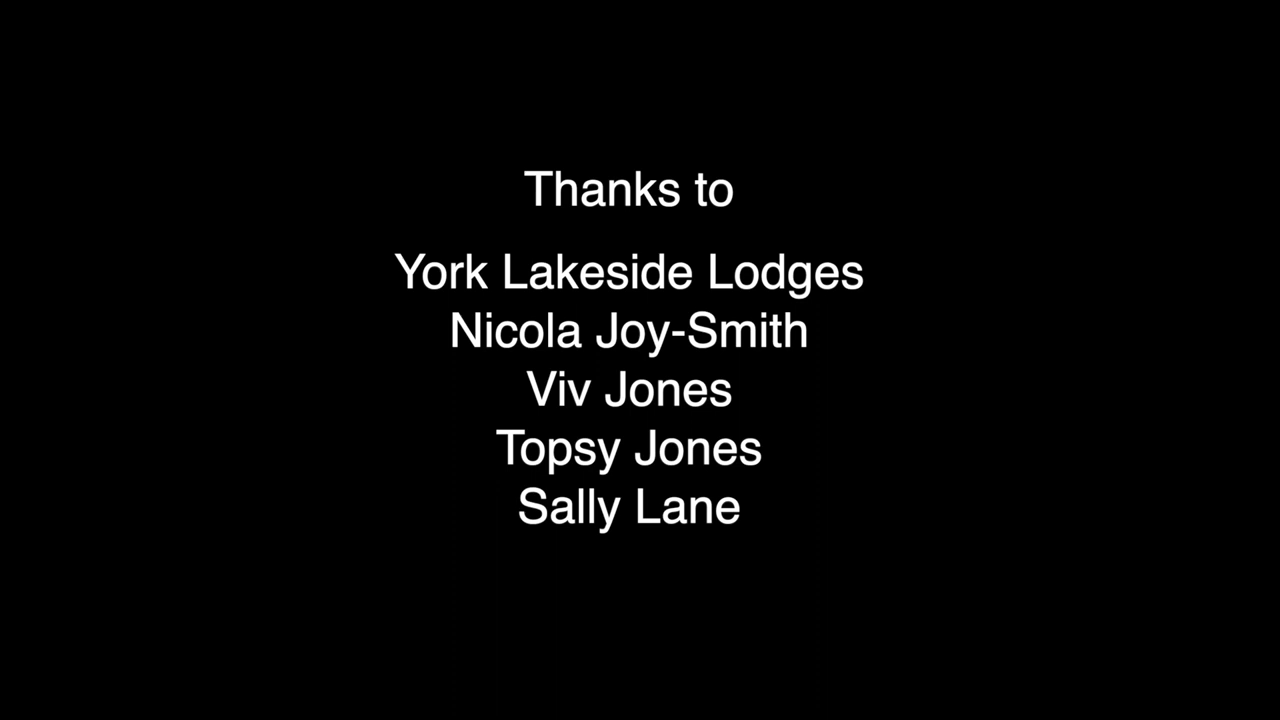 Thanks to
York Lakeside Lodges
Nicola Joy-Smith
Viv Jones
Topsy Jones
Sally Lane